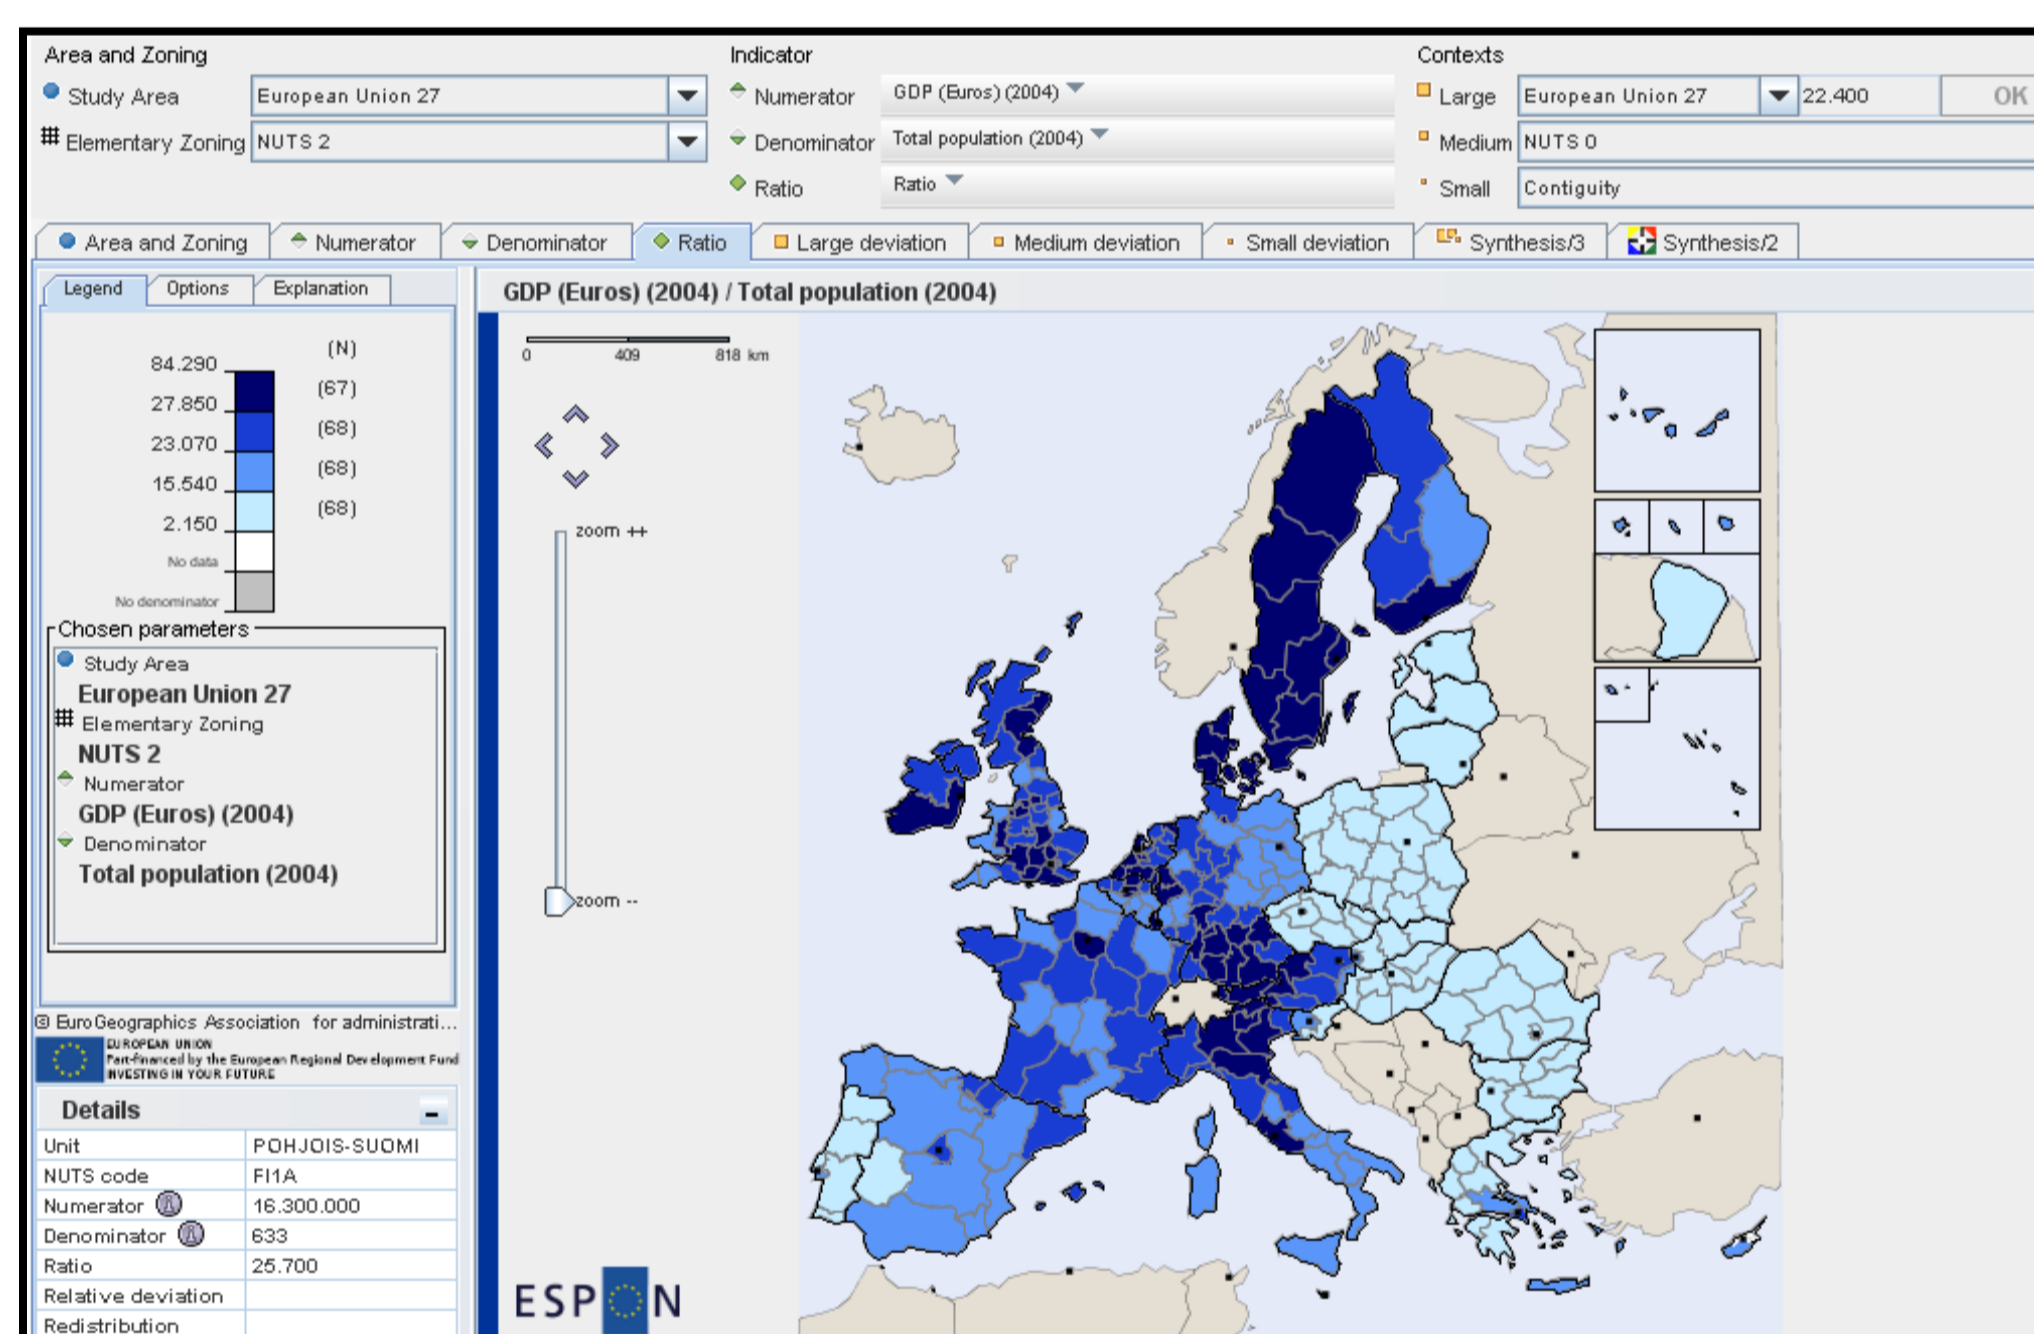 Area and Zoning
Indicator
Contexts
Study Area European Union 27
Numerator GDP (Euros) (2004)
Large European Union 27 22.400 OK
Elementary Zoning NUTS 2
Denominator Total population (2004)
Medium NUTS 0
Ratio Ratio
Small Contiguity
Area and Zoning Numerator Denominator Ratio Large deviation Medium deviation Small deviation Synthesis/3 Synthesis/2
Legend Options Explanation
GDP (Euros) (2004) / Total population (2004)
(N)
84.290
(67)
27.850
(68)
23.070
(68)
15.540
(68)
2.150
No data
No denominator
0 409 818 km
zoom ++
zoom --
Chosen parameters
Study Area
European Union 27
Elementary Zoning
NUTS 2
Numerator
GDP (Euros) (2004)
Denominator
Total population (2004)
© EuroGeographics Association for administrati...
EUROPEAN UNION
Part-financed by the European Regional Development Fund
INVESTING IN YOUR FUTURE
Details -
Unit POHJOIS-SUOMI
NUTS code FI1A
Numerator 16.300.000
Denominator 633
Ratio 25.700
Relative deviation
Redistribution
ESPON